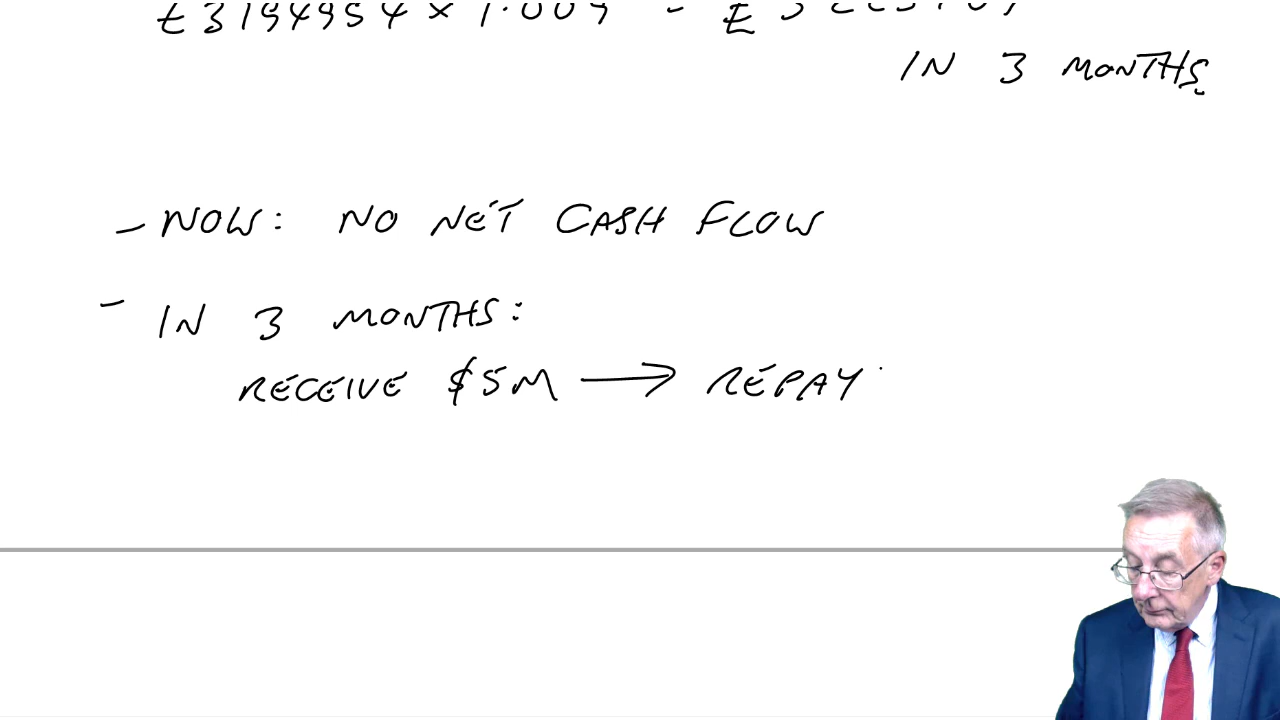 IN 3 MONTHS.
- NOW: NO NET CASH FLOW
- IN 3 MONTHS:
RECEIVE $5M → REPAY